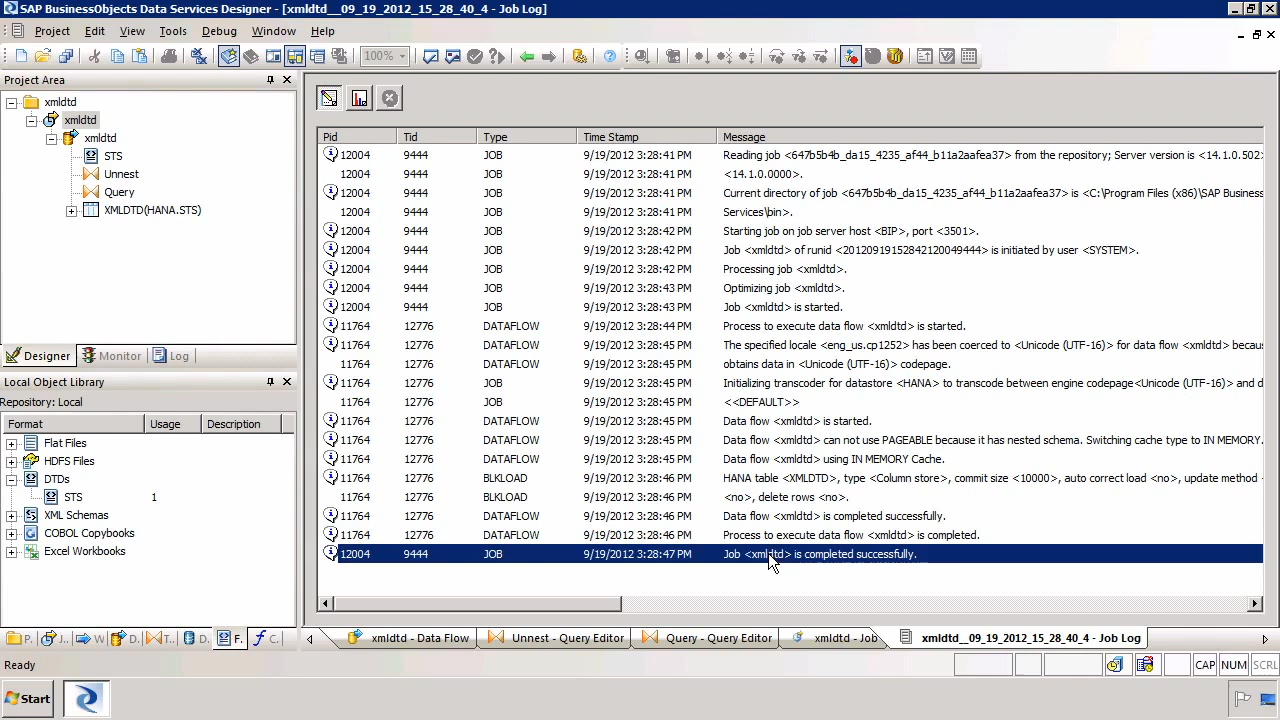 SAP BusinessObjects Data Services Designer - [xmldtd__09_19_2012_15_28_40_4 - Job Log]
Project Edit View Tools Debug Window Help
100%
Project Area
xmldtd
xmldtd
xmldtd
STS
Unnest
Query
XMLDTD(HANA.STS)
Designer Monitor Log
Local Object Library
Repository: Local
Format Usage Description
Flat Files
HDFS Files
DTDs
STS 1
XML Schemas
COBOL Copybooks
Excel Workbooks
P. J.. W D. T.. D. F. C.
Pid Tid Type Time Stamp Message
12004 9444 JOB 9/19/2012 3:28:41 PM Reading job <647b5b4b_da15_4235_af44_b11a2aafea37> from the repository; Server version is <14.1.0.502>
12004 9444 JOB 9/19/2012 3:28:41 PM <14.1.0.0000>.
12004 9444 JOB 9/19/2012 3:28:41 PM Current directory of job <647b5b4b_da15_4235_af44_b11a2aafea37> is <C:\Program Files (x86)\SAP Business
12004 9444 JOB 9/19/2012 3:28:41 PM Services\bin>.
12004 9444 JOB 9/19/2012 3:28:42 PM Starting job on job server host <BIP>, port <3501>.
12004 9444 JOB 9/19/2012 3:28:42 PM Job <xmldtd> of runid <2012091915284212004944​4> is initiated by user <SYSTEM>.
12004 9444 JOB 9/19/2012 3:28:42 PM Processing job <xmldtd>.
12004 9444 JOB 9/19/2012 3:28:42 PM Optimizing job <xmldtd>.
12004 9444 JOB 9/19/2012 3:28:42 PM Job <xmldtd> is started.
11764 12776 DATAFLOW 9/19/2012 3:28:44 PM Process to execute data flow <xmldtd> is started.
11764 12776 DATAFLOW 9/19/2012 3:28:45 PM The specified locale <eng_us.cp1252> has been coerced to <Unicode (UTF-16)> for data flow <xmldtd> becau
11764 12776 DATAFLOW 9/19/2012 3:28:45 PM obtains data in <Unicode (UTF-16)> codepage.
11764 12776 JOB 9/19/2012 3:28:45 PM Initializing transcoder for datastore <HANA> to transcode between engine codepage<Unicode (UTF-16)> and d
11764 12776 JOB 9/19/2012 3:28:45 PM <<DEFAULT>>
11764 12776 DATAFLOW 9/19/2012 3:28:45 PM Data flow <xmldtd> is started.
11764 12776 DATAFLOW 9/19/2012 3:28:45 PM Data flow <xmldtd> can not use PAGEABLE because it has nested schema. Switching cache type to IN MEMORY.
11764 12776 DATAFLOW 9/19/2012 3:28:45 PM Data flow <xmldtd> using IN MEMORY Cache.
11764 12776 BLKLOAD 9/19/2012 3:28:46 PM HANA table <XMLDTD>, type <Column store>, commit size <10000>, auto correct load <no>, update method
11764 12776 BLKLOAD 9/19/2012 3:28:46 PM <no>, delete rows <no>.
11764 12776 DATAFLOW 9/19/2012 3:28:46 PM Data flow <xmldtd> is completed successfully.
11764 12776 DATAFLOW 9/19/2012 3:28:46 PM Process to execute data flow <xmldtd> is completed.
12004 9444 JOB 9/19/2012 3:28:47 PM Job <xmldtd> is completed successfully.
xmldtd - Data Flow Unnest - Query Editor Query - Query Editor xmldtd - Job xmldtd__09_19_2012_15_28_40_4 - Job Log
Ready CAP NUM SCRL
Start